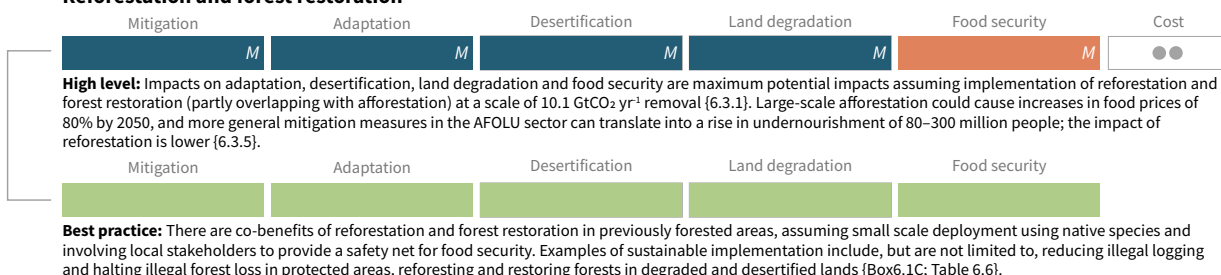 Reforestation and forest restoration
Mitigation Adaptation Desertification Land degradation Food security Cost
M M M M M
High level: Impacts on adaptation, desertification, land degradation and food security are maximum potential impacts assuming implementation of reforestation and
forest restoration (partly overlapping with afforestation) at a scale of 10.1 GtCO₂ yr⁻¹ removal {6.3.1}. Large-scale afforestation could cause increases in food prices of
80% by 2050, and more general mitigation measures in the AFOLU sector can translate into a rise in undernourishment of 80–300 million people; the impact of
reforestation is lower {6.3.5}.
Mitigation Adaptation Desertification Land degradation Food security
Best practice: There are co-benefits of reforestation and forest restoration in previously forested areas, assuming small scale deployment using native species and
involving local stakeholders to provide a safety net for food security. Examples of sustainable implementation include, but are not limited to, reducing illegal logging
and halting illegal forest loss in protected areas, reforesting and restoring forests in degraded and desertified lands {Box6.1C; Table 6.6}.